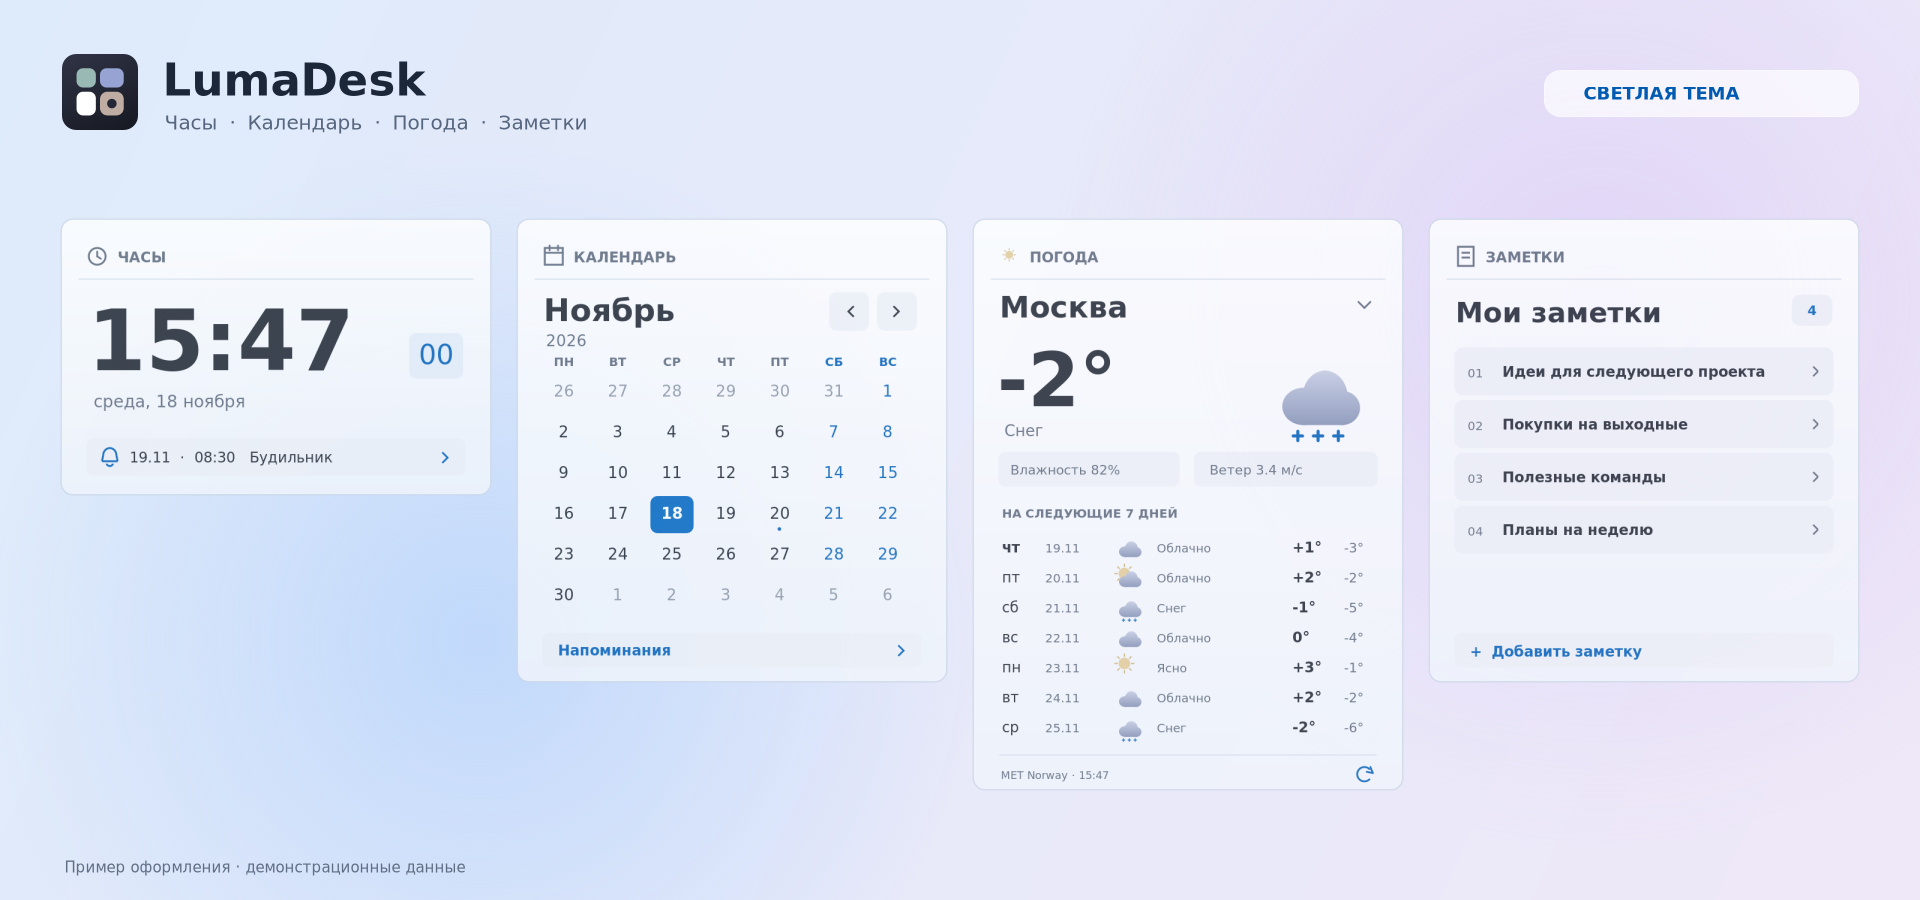 LumaDesk
Часы · Календарь · Погода · Заметки
СВЕТЛАЯ ТЕМА
ЧАСЫ
15:47
00
среда, 18 ноября
19.11 · 08:30 Будильник
КАЛЕНДАРЬ
Ноябрь
2026
ПН ВТ СР ЧТ ПТ СБ ВС
26 27 28 29 30 31 1
2 3 4 5 6 7 8
9 10 11 12 13 14 15
16 17 18 19 20 21 22
23 24 25 26 27 28 29
30 1 2 3 4 5 6
Напоминания
ПОГОДА
Москва
-2°
Снег
Влажность 82% Ветер 3.4 м/с
НА СЛЕДУЮЩИЕ 7 ДНЕЙ
чт 19.11 Облачно +1° -3°
пт 20.11 Облачно +2° -2°
сб 21.11 Снег -1° -5°
вс 22.11 Облачно 0° -4°
пн 23.11 Ясно +3° -1°
вт 24.11 Облачно +2° -2°
ср 25.11 Снег -2° -6°
MET Norway · 15:47
ЗАМЕТКИ
Мои заметки 4
01 Идеи для следующего проекта
02 Покупки на выходные
03 Полезные команды
04 Планы на неделю
+ Добавить заметку
Пример оформления · демонстрационные данные